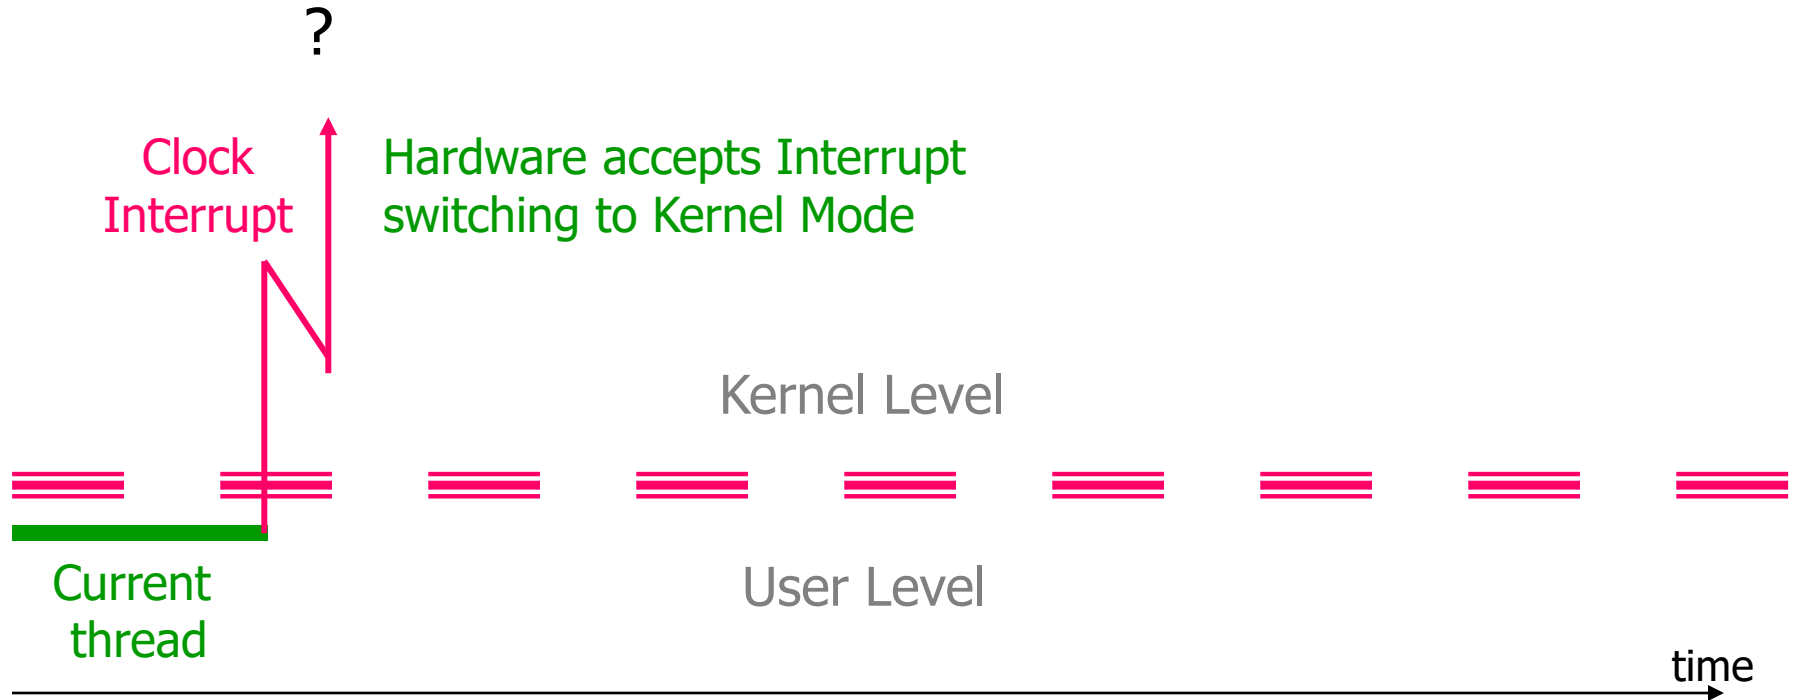 ?
Clock
Interrupt
Hardware accepts Interrupt
switching to Kernel Mode
Kernel Level
Current
thread
User Level
time